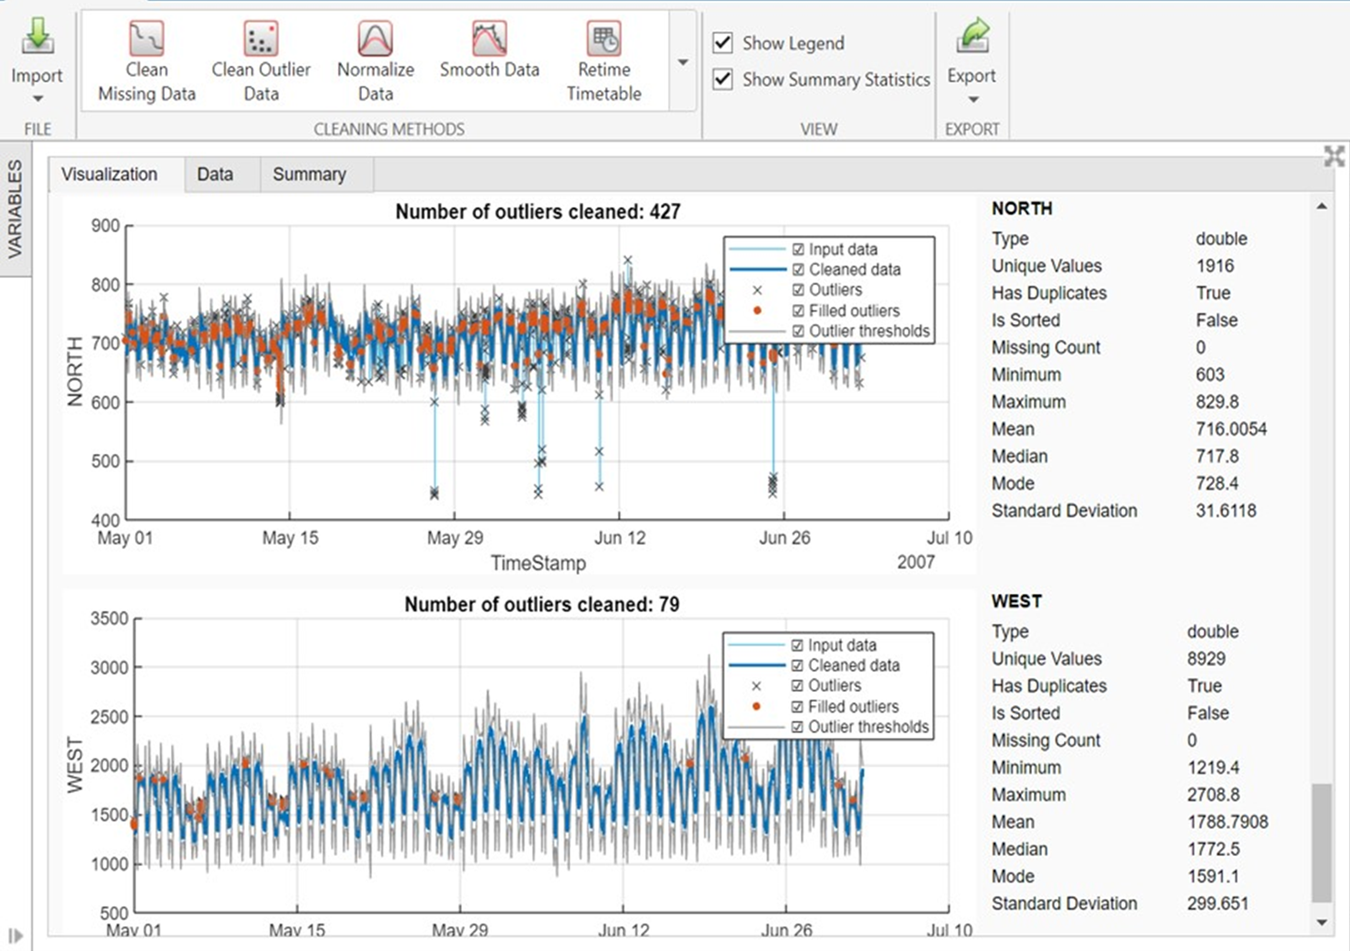 Import
FILE
Clean
Missing Data
Clean Outlier
Data
Normalize
Data
Smooth Data
Retime
Timetable
CLEANING METHODS
Show Legend
Show Summary Statistics
VIEW
Export
EXPORT
VARIABLES
Visualization
Data
Summary
Number of outliers cleaned: 427
900
800
700
600
500
400
NORTH
Input data
Cleaned data
Outliers
Filled outliers
Outlier thresholds
May 01
May 15
May 29
Jun 12
Jun 26
Jul 10
TimeStamp
2007
NORTH
Type double
Unique Values 1916
Has Duplicates True
Is Sorted False
Missing Count 0
Minimum 603
Maximum 829.8
Mean 716.0054
Median 717.8
Mode 728.4
Standard Deviation 31.6118
Number of outliers cleaned: 79
3500
3000
2500
2000
1500
1000
500
WEST
Input data
Cleaned data
Outliers
Filled outliers
Outlier thresholds
May 01
May 15
May 29
Jun 12
Jun 26
Jul 10
WEST
Type double
Unique Values 8929
Has Duplicates True
Is Sorted False
Missing Count 0
Minimum 1219.4
Maximum 2708.8
Mean 1788.7908
Median 1772.5
Mode 1591.1
Standard Deviation 299.651